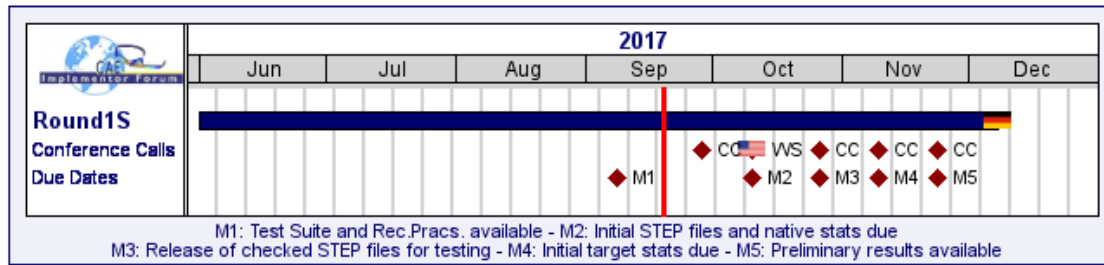 2017
CAE
Implementor Forum
Jun Jul Aug Sep Oct Nov Dec
Round1S
Conference Calls CC WS CC CC CC
Due Dates M1 M2 M3 M4 M5
M1: Test Suite and Rec.Pracs. available - M2: Initial STEP files and native stats due
M3: Release of checked STEP files for testing - M4: Initial target stats due - M5: Preliminary results available